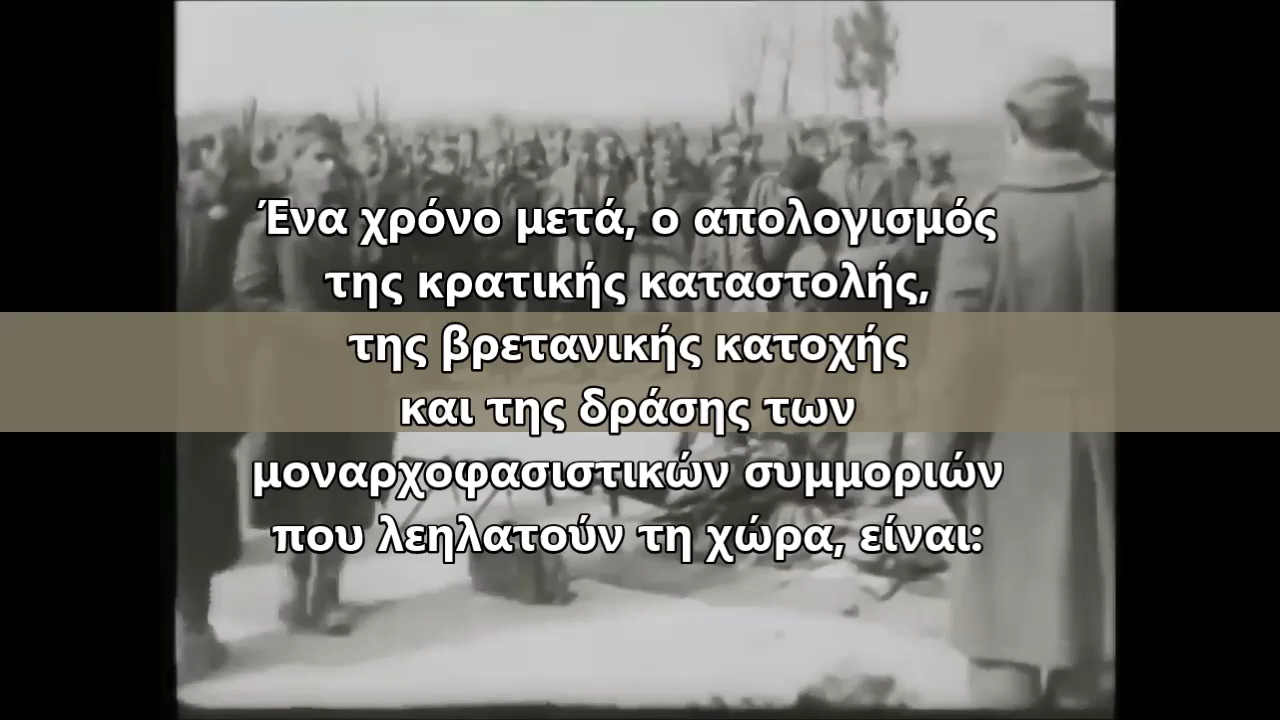 Ένα χρόνο μετά, ο απολογισμός
της κρατικής καταστολής,
της βρετανικής κατοχής
και της δράσης των
μοναρχοφασιστικών συμμοριών
που λεηλατούν τη χώρα, είναι: